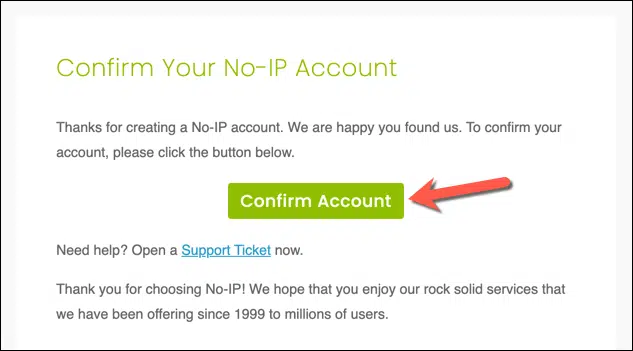 Confirm Your No-IP Account
Thanks for creating a No-IP account. We are happy you found us. To confirm your
account, please click the button below.
Confirm Account
Need help? Open a Support Ticket now.
Thank you for choosing No-IP! We hope that you enjoy our rock solid services that
we have been offering since 1999 to millions of users.